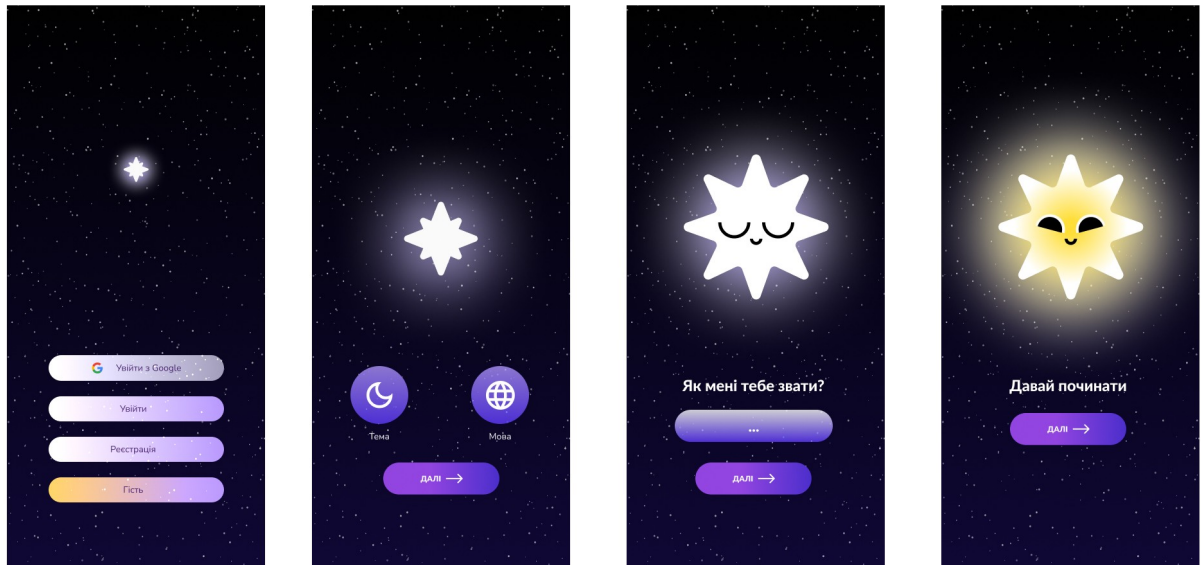 Увійти з Google
Увійти
Реєстрація
Гість
Тема
Мова
ДАЛІ
Як мені тебе звати?
...
ДАЛІ
Давай починати
ДАЛІ